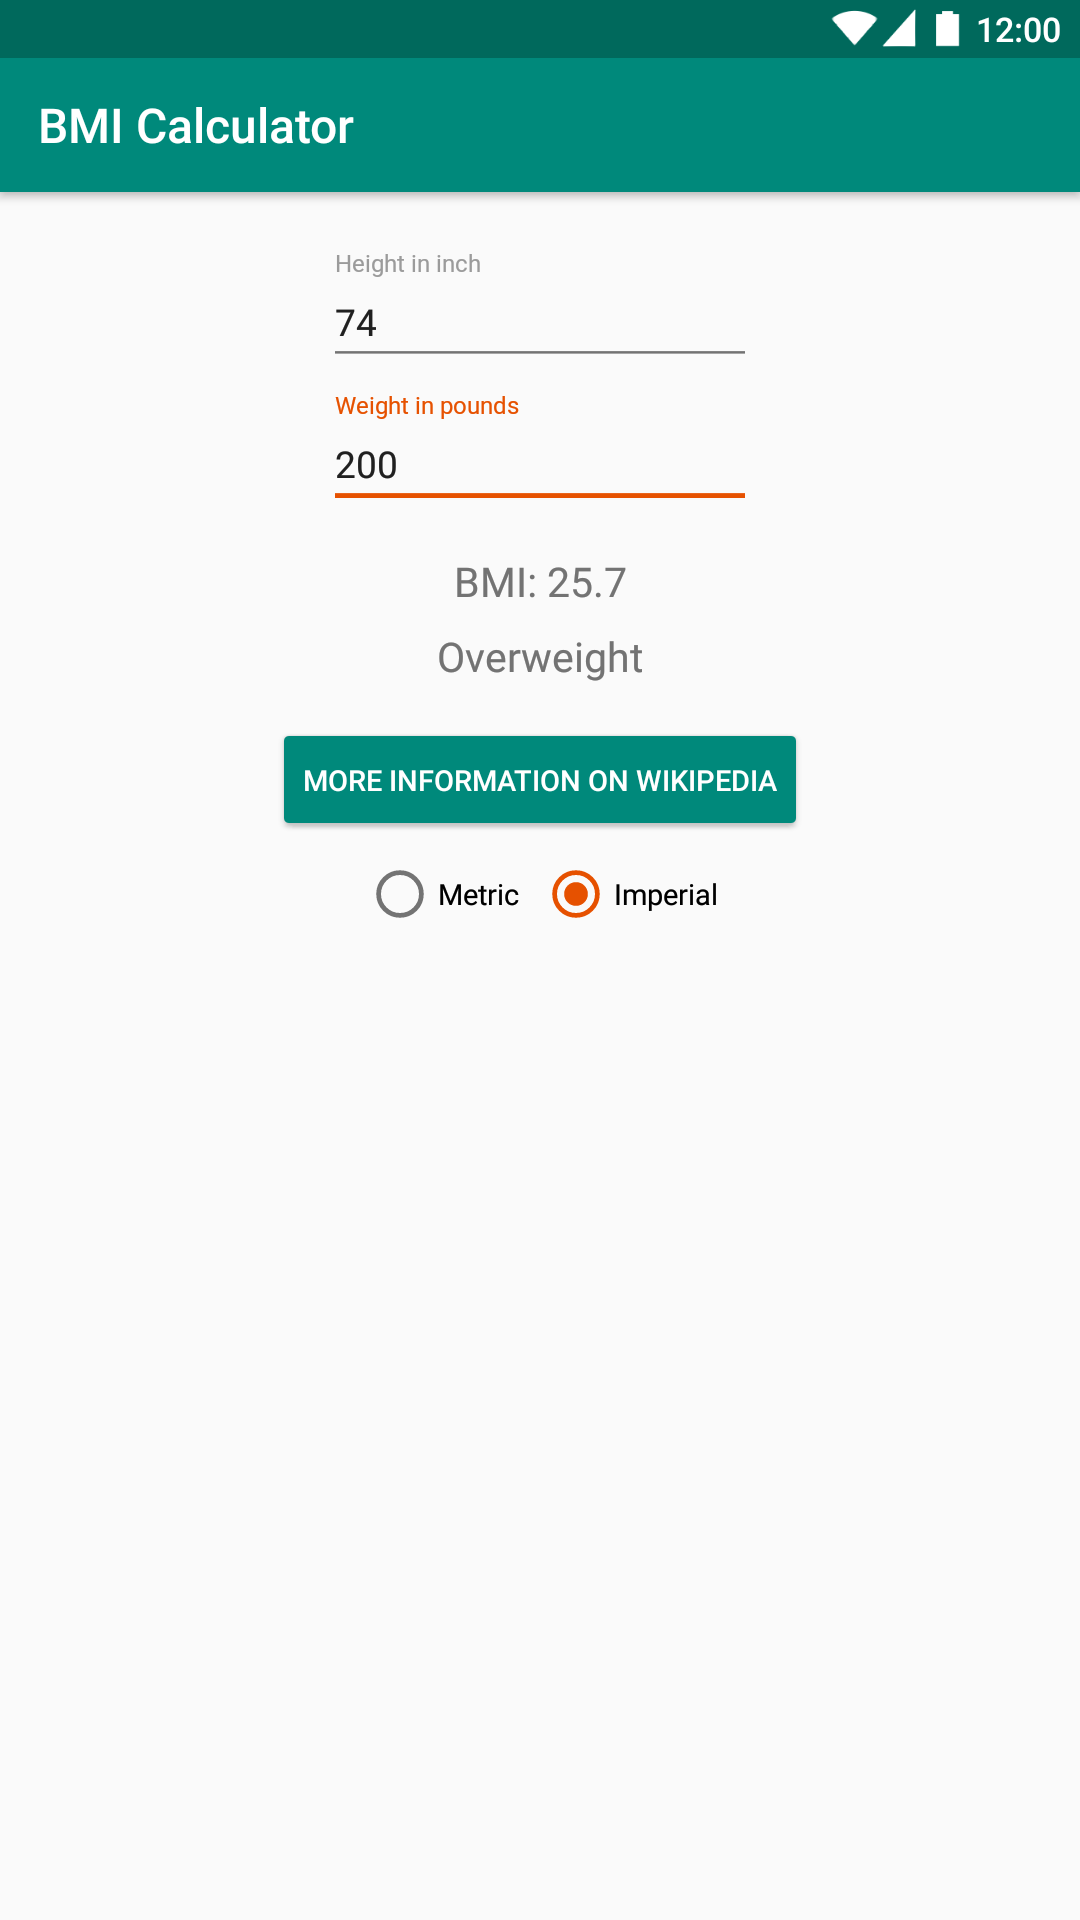 12:00
BMI Calculator
Height in inch
74
Weight in pounds
200
BMI: 25.7
Overweight
MORE INFORMATION ON WIKIPEDIA
Metric Imperial